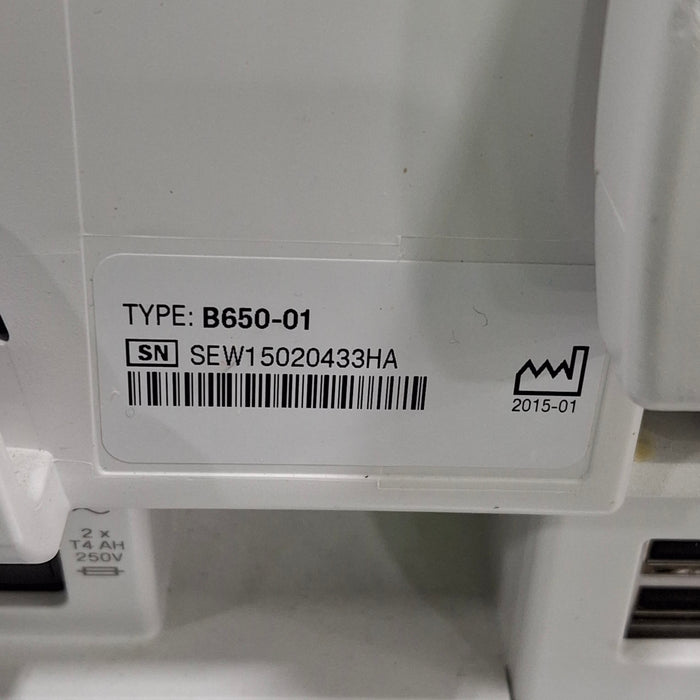 TYPE: B650-01
SN SEW15020433HA
2015-01
2 x
T4 AH
250V